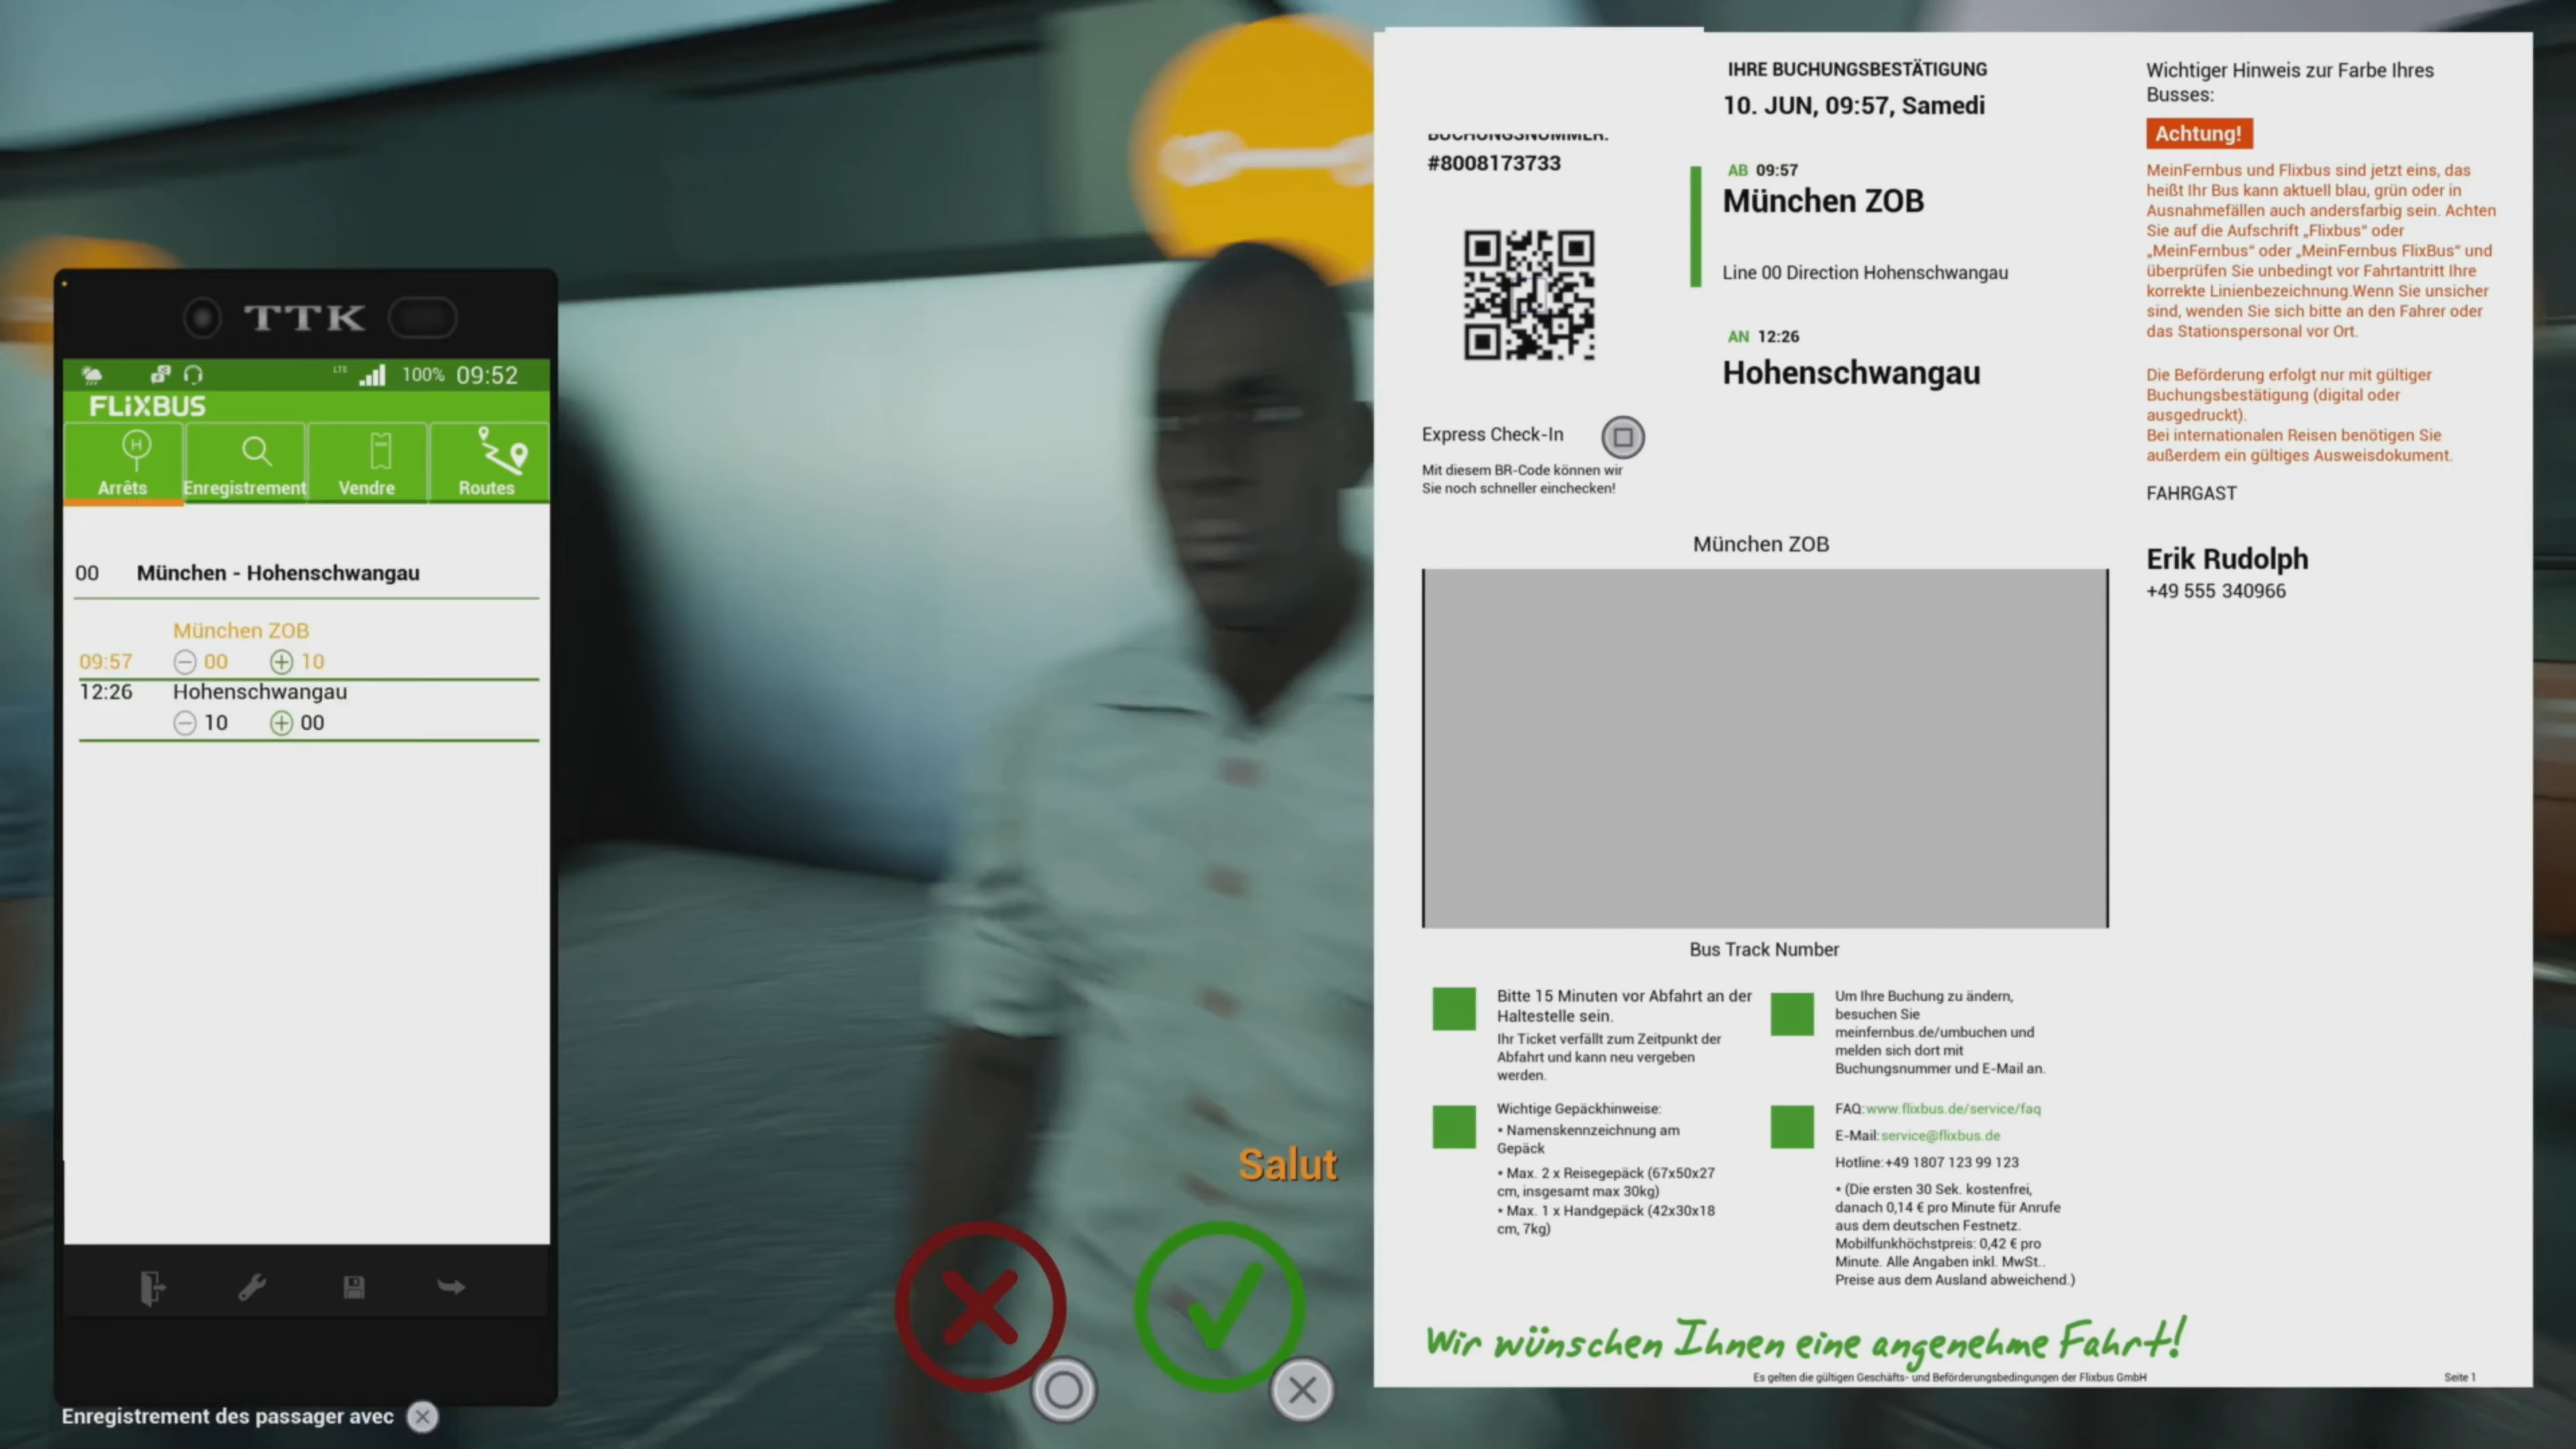 TTK
LTE 100% 09:52
FLiXBUS
Arrêts
Enregistrement
Vendre
Routes
00 München - Hohenschwangau
München ZOB
09:57 00 10
12:26 Hohenschwangau
10 00
Enregistrement des passager avec
Salut
BUCHUNGSNUMMER:
#8008173733
Express Check-In
Mit diesem BR-Code können wir
Sie noch schneller einchecken!
IHRE BUCHUNGSBESTÄTIGUNG
10. JUN, 09:57, Samedi
AB 09:57
München ZOB
Line 00 Direction Hohenschwangau
AN 12:26
Hohenschwangau
München ZOB
Bus Track Number
Bitte 15 Minuten vor Abfahrt an der
Haltestelle sein.
Ihr Ticket verfällt zum Zeitpunkt der
Abfahrt und kann neu vergeben
werden.
Wichtige Gepäckhinweise:
• Namenskennzeichnung am
Gepäck
• Max. 2 x Reisegepäck (67x50x27
cm, insgesamt max 30kg)
• Max. 1 x Handgepäck (42x30x18
cm, 7kg)
Um Ihre Buchung zu ändern,
besuchen Sie
meinfernbus.de/umbuchen und
melden sich dort mit
Buchungsnummer und E-Mail an.
FAQ:www.flixbus.de/service/faq
E-Mail:service@flixbus.de
Hotline:+49 1807 123 99 123
• (Die ersten 30 Sek. kostenfrei,
danach 0,14 € pro Minute für Anrufe
aus dem deutschen Festnetz.
Mobilfunkhöchstpreis: 0,42 € pro
Minute. Alle Angaben inkl. MwSt..
Preise aus dem Ausland abweichend.)
Wichtiger Hinweis zur Farbe Ihres
Busses:
Achtung!
MeinFernbus und Flixbus sind jetzt eins, das
heißt Ihr Bus kann aktuell blau, grün oder in
Ausnahmefällen auch andersfarbig sein. Achten
Sie auf die Aufschrift „Flixbus“ oder
„MeinFernbus“ oder „MeinFernbus FlixBus“ und
überprüfen Sie unbedingt vor Fahrtantritt Ihre
korrekte Linienbezeichnung.Wenn Sie unsicher
sind, wenden Sie sich bitte an den Fahrer oder
das Stationspersonal vor Ort.
Die Beförderung erfolgt nur mit gültiger
Buchungsbestätigung (digital oder
ausgedruckt).
Bei internationalen Reisen benötigen Sie
außerdem ein gültiges Ausweisdokument.
FAHRGAST
Erik Rudolph
+49 555 340966
Wir wünschen Ihnen eine angenehme Fahrt!
Es gelten die gültigen Geschäfts- und Beförderungsbedingungen der Flixbus GmbH
Seite 1